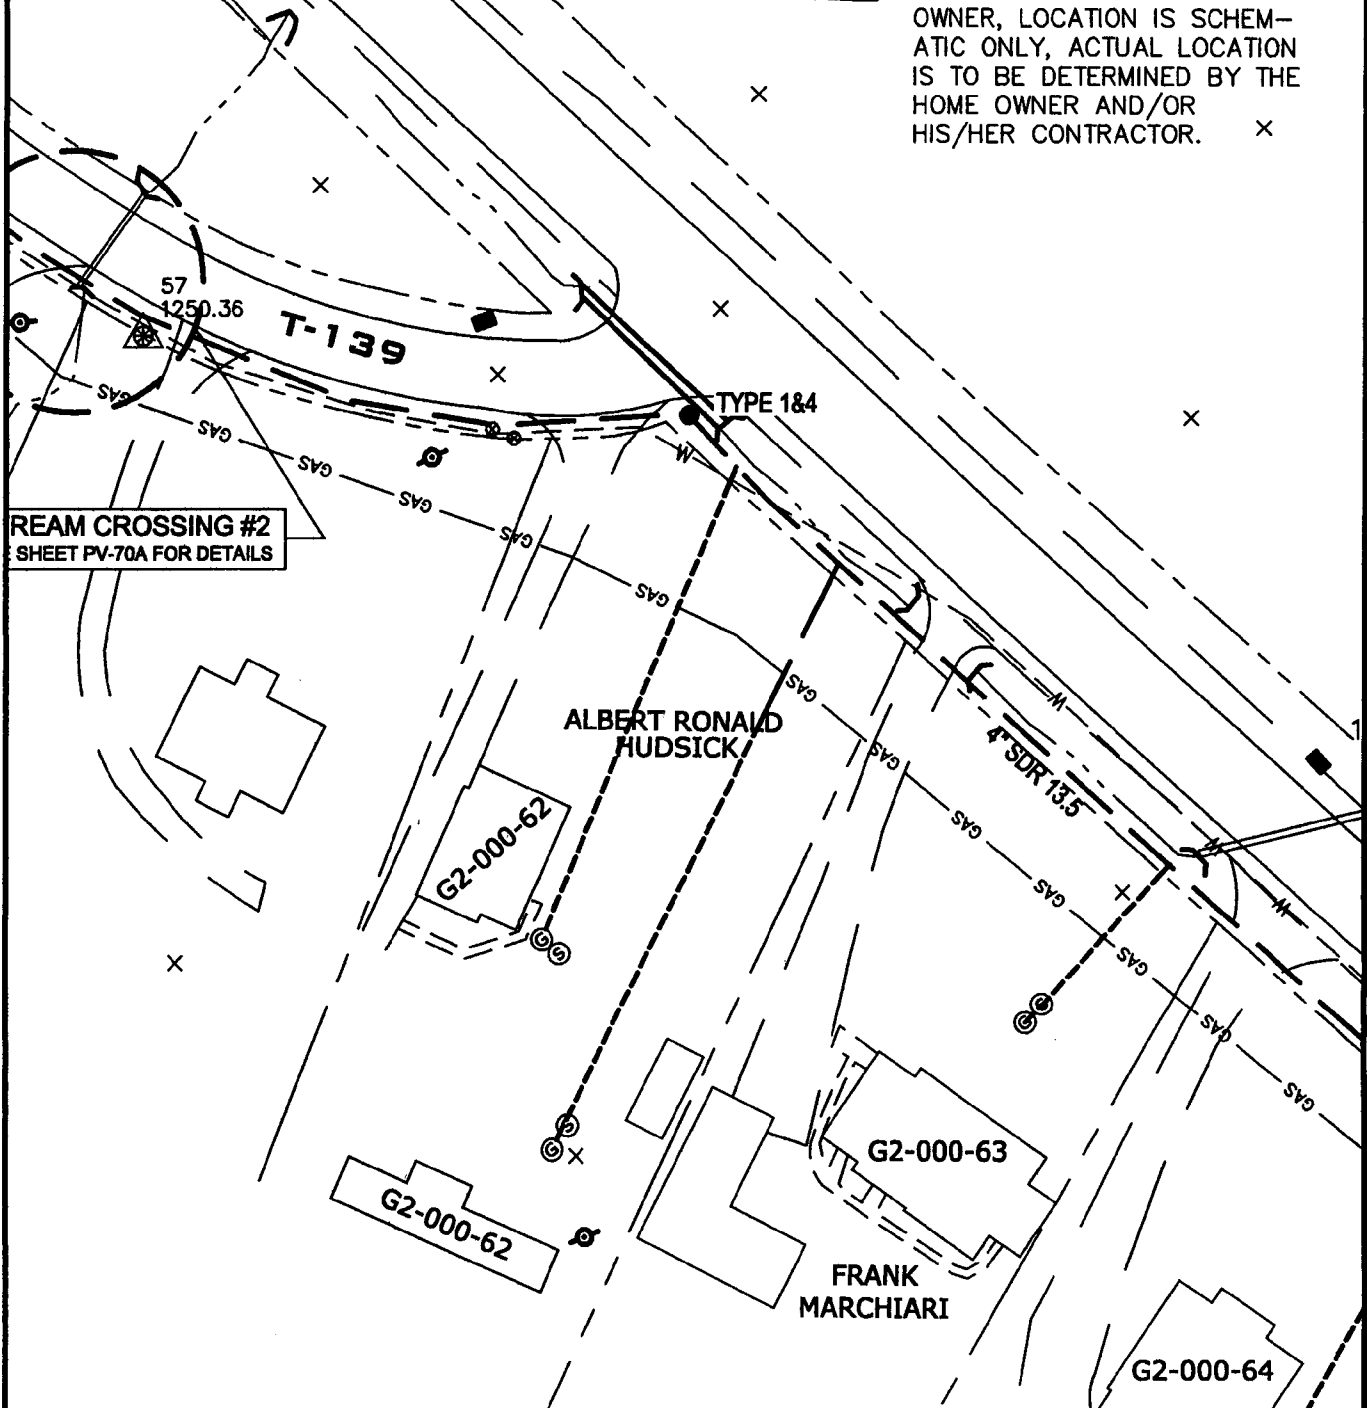 OWNER, LOCATION IS SCHEM-
ATIC ONLY, ACTUAL LOCATION
IS TO BE DETERMINED BY THE
HOME OWNER AND/OR
HIS/HER CONTRACTOR.
57
1250.36
T-139
TYPE 1&4
GAS
GAS
GAS
GAS
GAS
GAS
GAS
GAS
GAS
GAS
GAS
GAS
GAS
W
W
W
W
REAM CROSSING #2
SHEET PV-70A FOR DETAILS
ALBERT RONALD
HUDSICK
4" SDR 13.5
1
G2-000-62
G
S
G
S
G
S
G2-000-62
G2-000-63
FRANK
MARCHIARI
G2-000-64